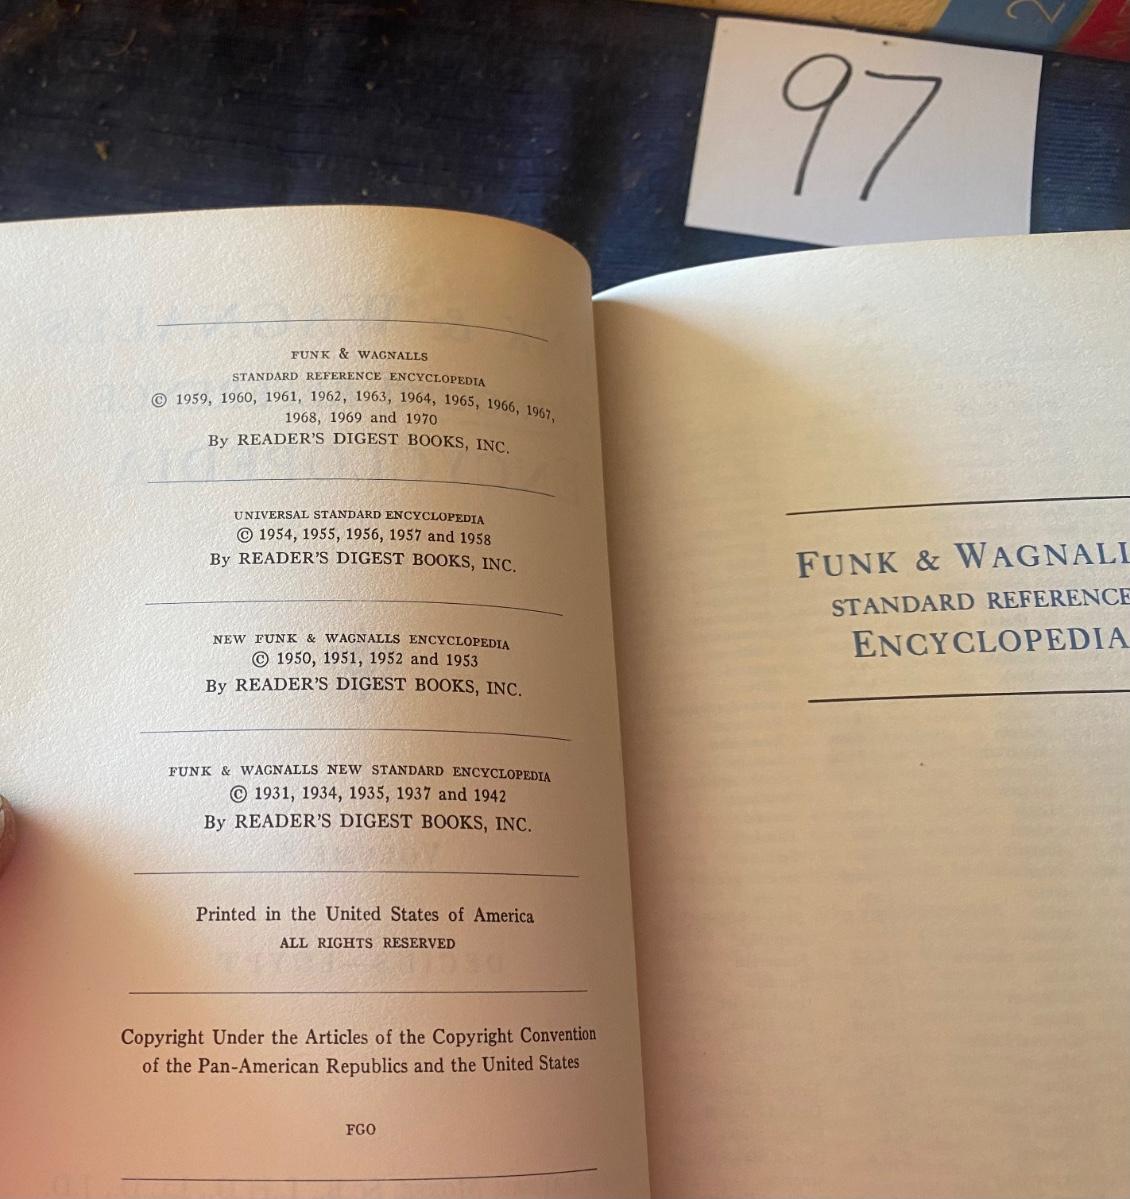 97
FUNK & WAGNALLS
STANDARD REFERENCE ENCYCLOPEDIA
© 1959, 1960, 1961, 1962, 1963, 1964, 1965, 1966, 1967,
1968, 1969 and 1970
By READER'S DIGEST BOOKS, INC.
UNIVERSAL STANDARD ENCYCLOPEDIA
© 1954, 1955, 1956, 1957 and 1958
By READER'S DIGEST BOOKS, INC.
NEW FUNK & WAGNALLS ENCYCLOPEDIA
© 1950, 1951, 1952 and 1953
By READER'S DIGEST BOOKS, INC.
FUNK & WAGNALLS NEW STANDARD ENCYCLOPEDIA
© 1931, 1934, 1935, 1937 and 1942
By READER'S DIGEST BOOKS, INC.
Printed in the United States of America
ALL RIGHTS RESERVED
Copyright Under the Articles of the Copyright Convention
of the Pan-American Republics and the United States
FGO
FUNK & WAGNALL
STANDARD REFERENCE
ENCYCLOPEDIA
2